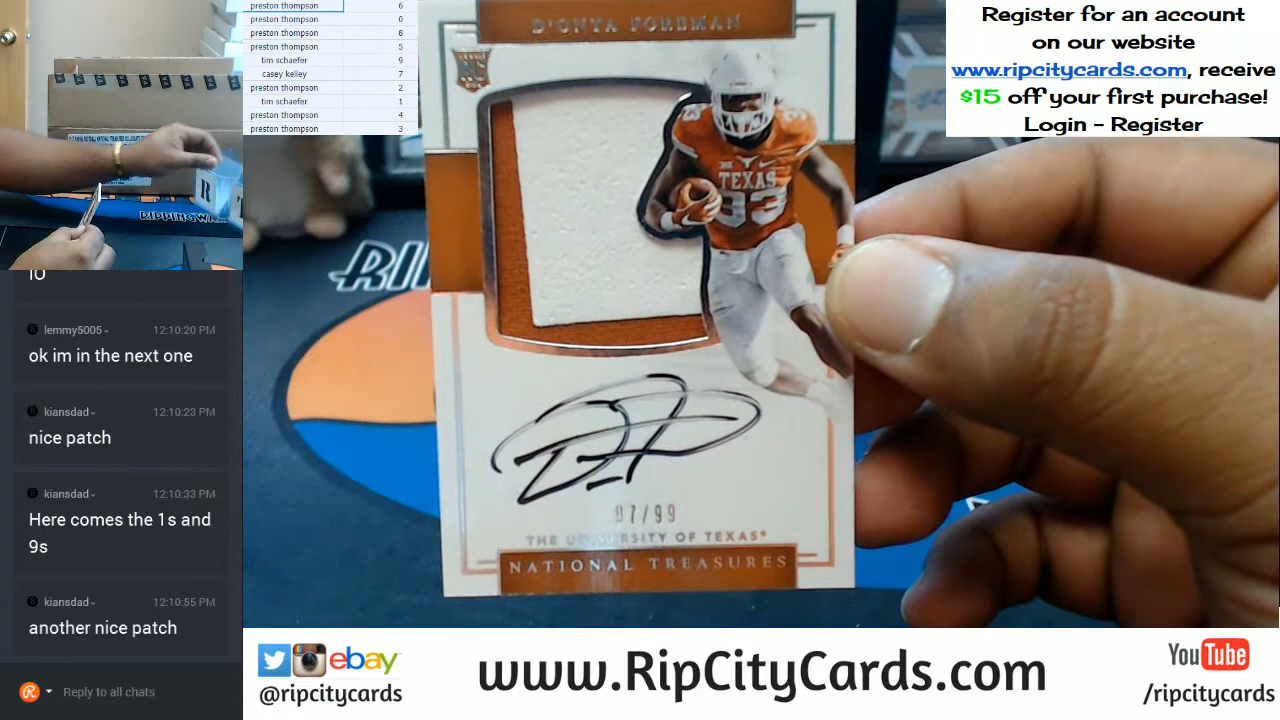 preston thompson 6
preston thompson 0
preston thompson 8
preston thompson 5
tim schaefer 9
casey kelley 7
preston thompson 2
tim schaefer 1
preston thompson 4
preston thompson 3
RIPPINGWA
R
lemmy5005 12:10:20 PM
ok im in the next one
kiansdad 12:10:23 PM
nice patch
kiansdad 12:10:33 PM
Here comes the 1s and
9s
kiansdad 12:10:55 PM
another nice patch
Reply to all chats
D'ONTA FOREMAN
33
TEXAS
33
RI
07/99
THE UNIVERSITY OF TEXAS
NATIONAL TREASURES
Register for an account
on our website
www.ripcitycards.com, receive
$15 off your first purchase!
Login - Register
ebay
@ripcitycards
www.RipCityCards.com
YouTube
/ripcitycards